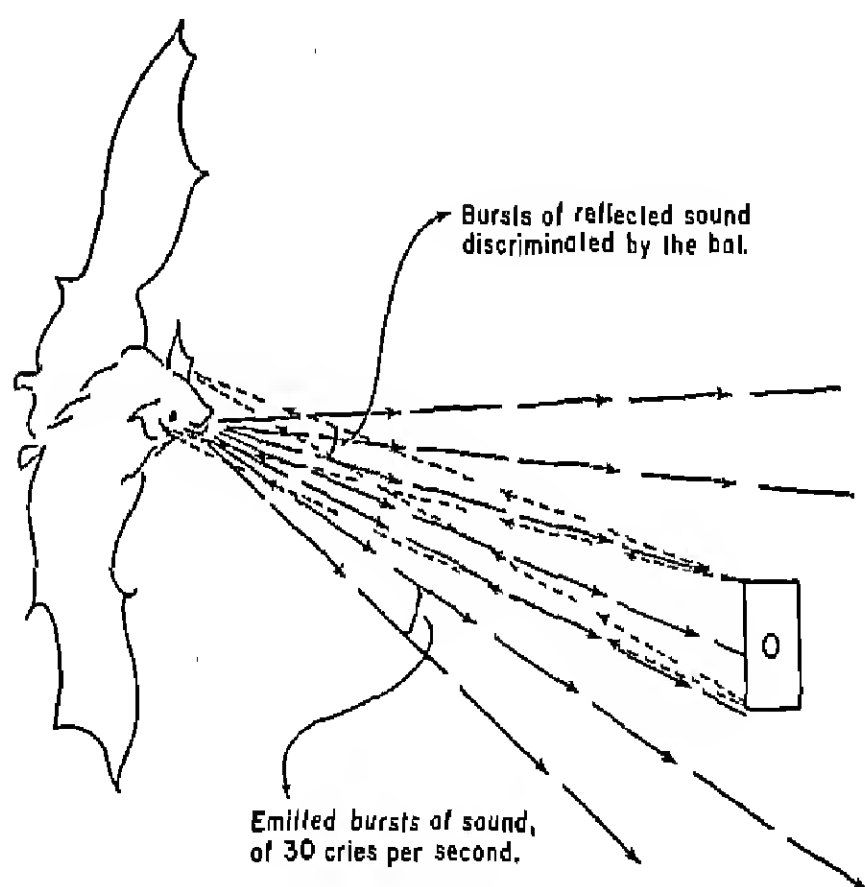 Bursts of reflected sound
discriminated by the bat.
O
Emitted bursts of sound,
of 30 cries per second.